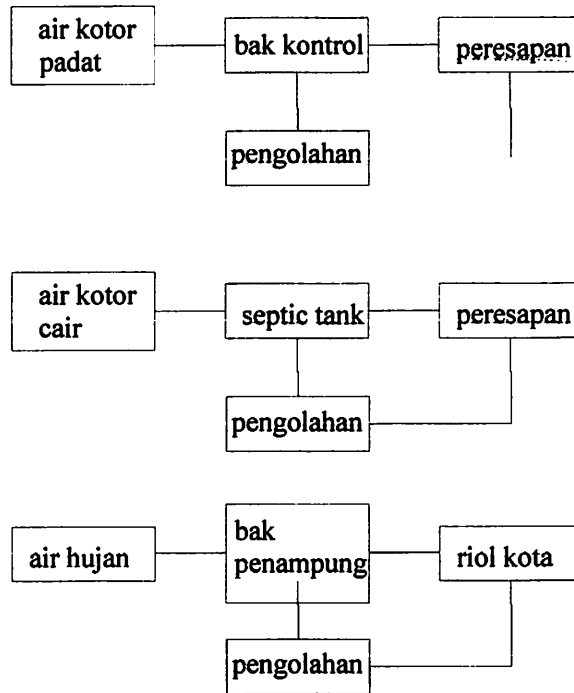 air kotor
padat
bak kontrol
peresapan
pengolahan
air kotor
cair
septic tank
peresapan
pengolahan
air hujan
bak
penampung
riol kota
pengolahan